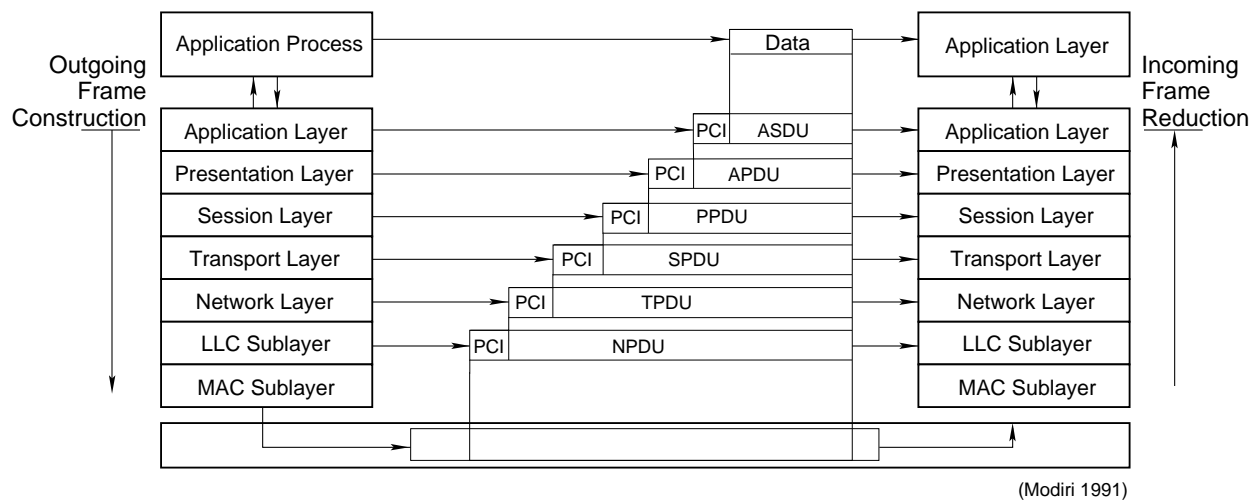 Application Process
Data
Application Layer
Outgoing
Frame
Construction
Incoming
Frame
Reduction
Application Layer
PCI
ASDU
Application Layer
Presentation Layer
PCI
APDU
Presentation Layer
Session Layer
PCI
PPDU
Session Layer
Transport Layer
PCI
SPDU
Transport Layer
Network Layer
PCI
TPDU
Network Layer
LLC Sublayer
PCI
NPDU
LLC Sublayer
MAC Sublayer
MAC Sublayer
(Modiri 1991)